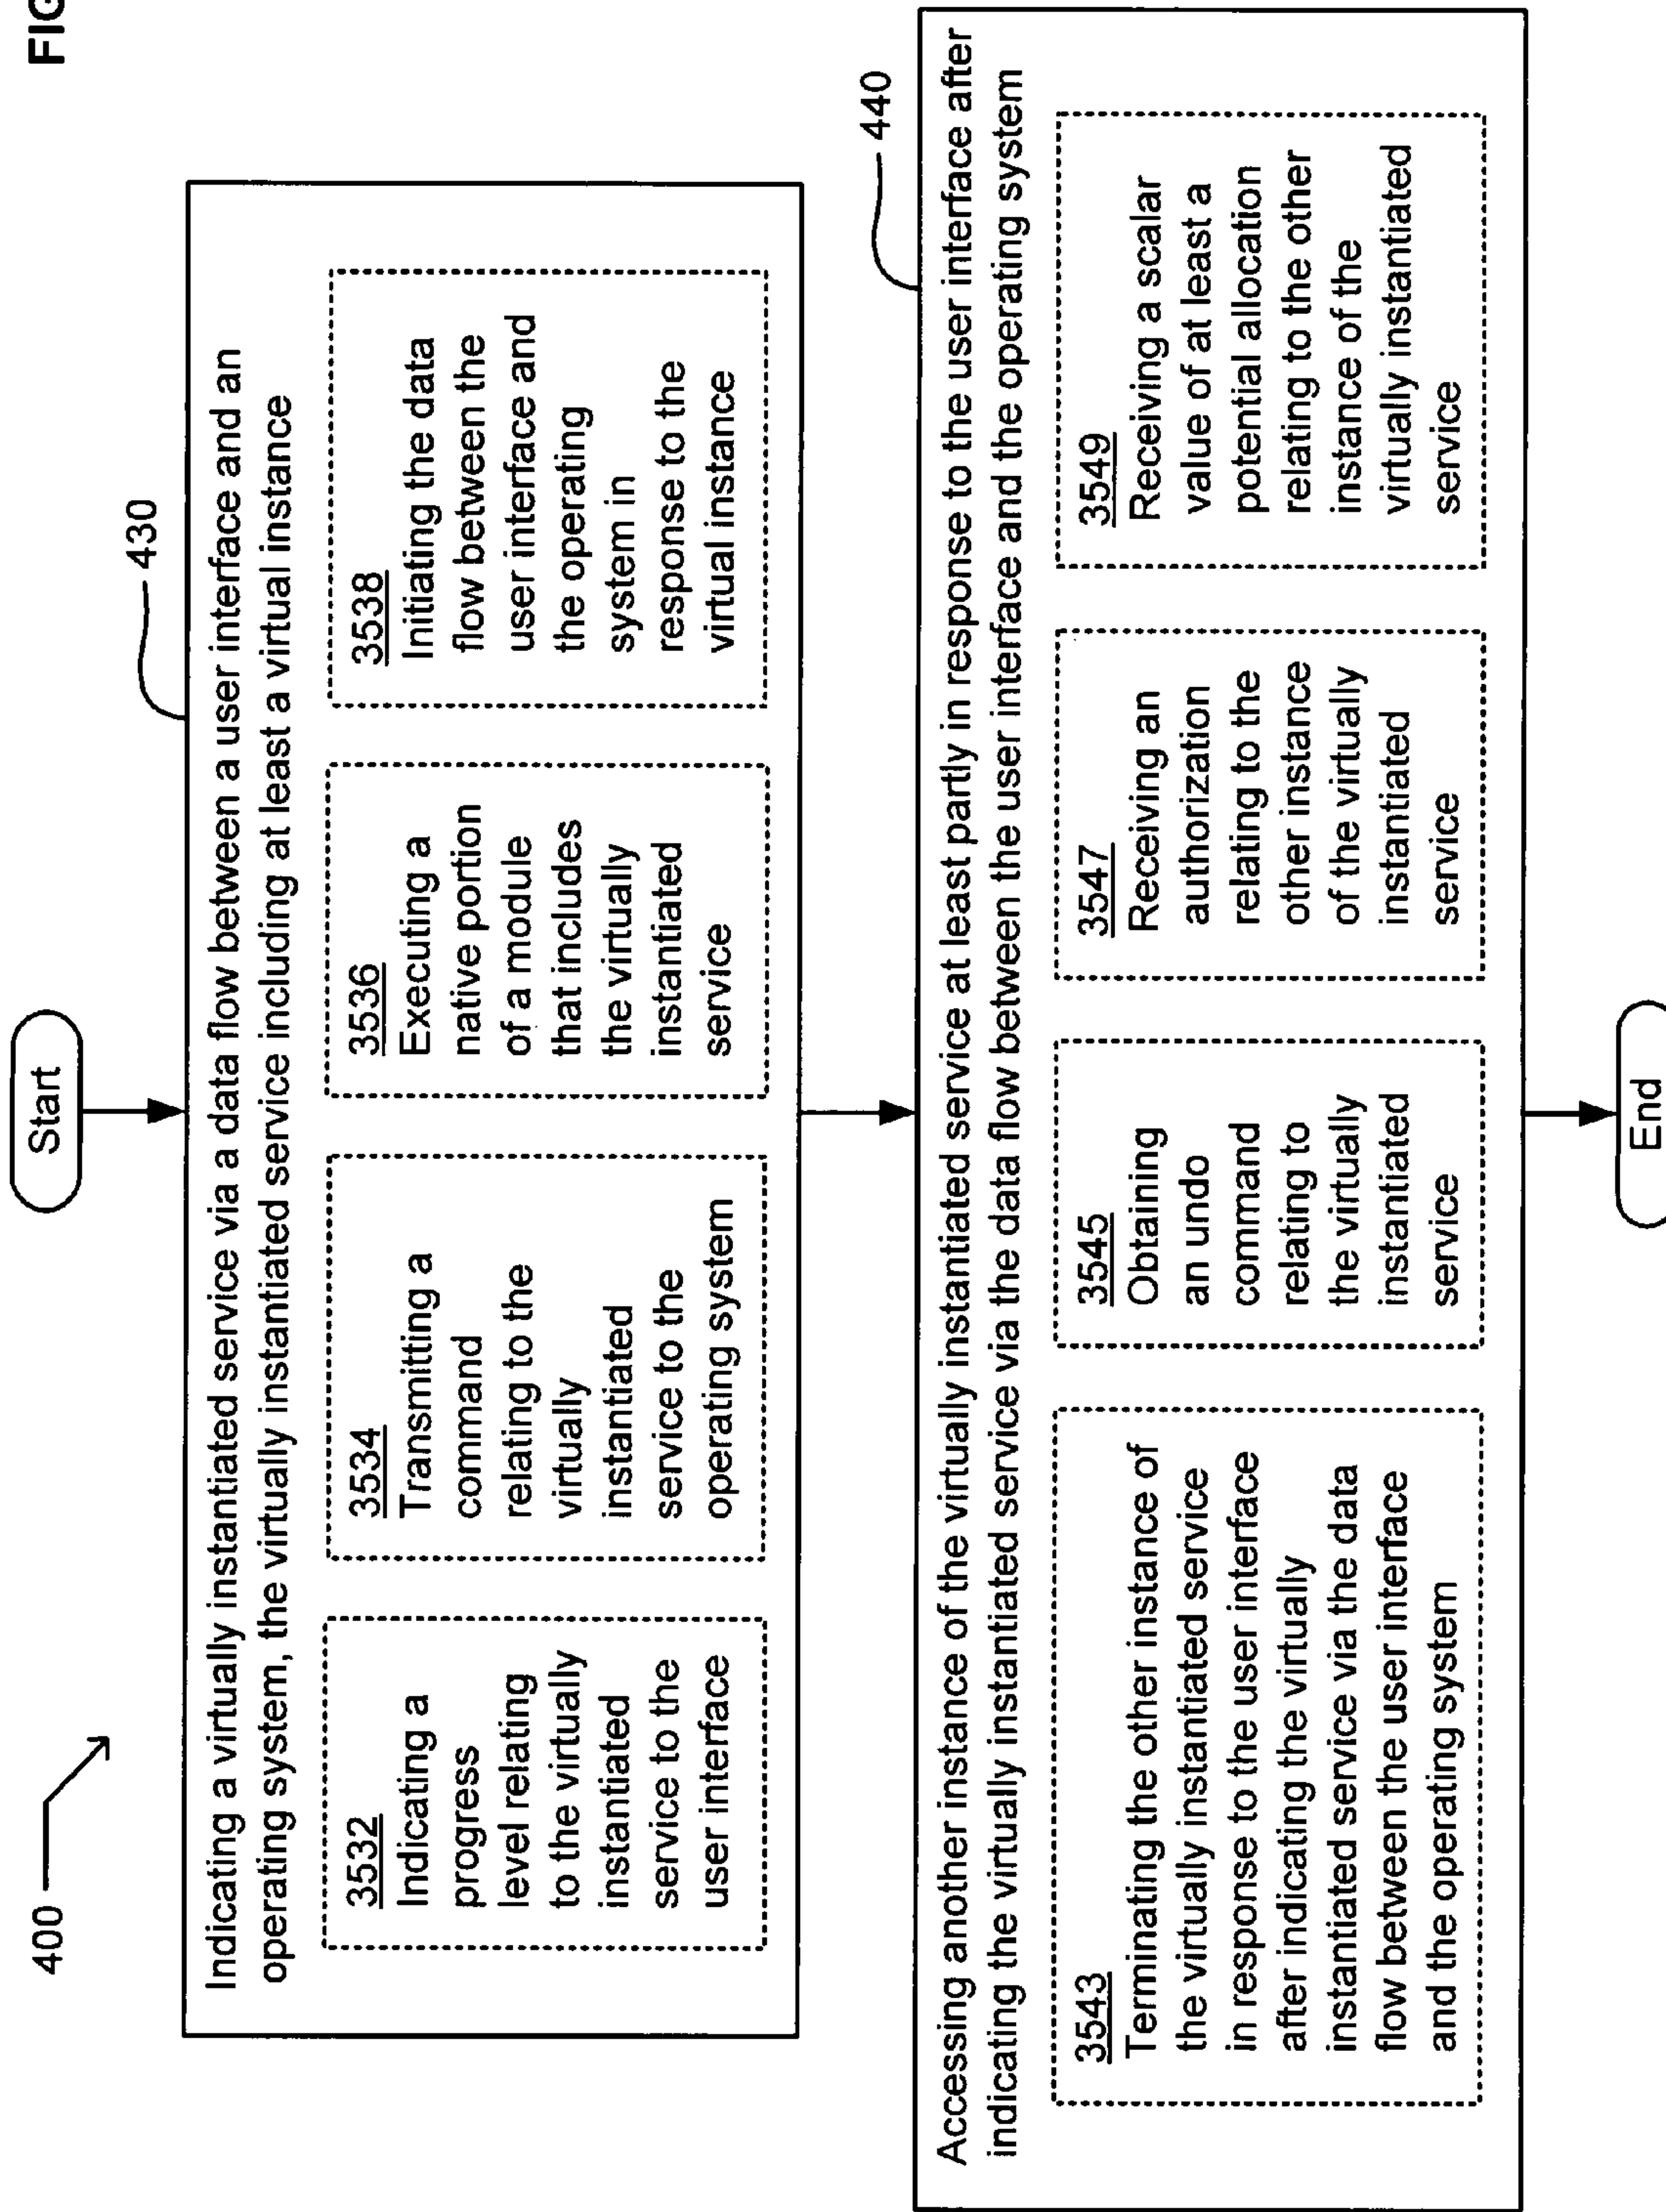 FIG
400
Start
430
Indicating a virtually instantiated service via a data flow between a user interface and an
operating system, the virtually instantiated service including at least a virtual instance
3532
Indicating a
progress
level relating
to the virtually
instantiated
service to the
user interface
3534
Transmitting a
command
relating to the
virtually
instantiated
service to the
operating system
3536
Executing a
native portion
of a module
that includes
the virtually
instantiated
service
3538
Initiating the data
flow between the
user interface and
the operating
system in
response to the
virtual instance
440
Accessing another instance of the virtually instantiated service at least partly in response to the user interface after
indicating the virtually instantiated service via the data flow between the user interface and the operating system
3543
Terminating the other instance of
the virtually instantiated service
in response to the user interface
after indicating the virtually
instantiated service via the data
flow between the user interface
and the operating system
3545
Obtaining
an undo
command
relating to
the virtually
instantiated
service
3547
Receiving an
authorization
relating to the
other instance
of the virtually
instantiated
service
3549
Receiving a scalar
value of at least a
potential allocation
relating to the other
instance of the
virtually instantiated
service
End